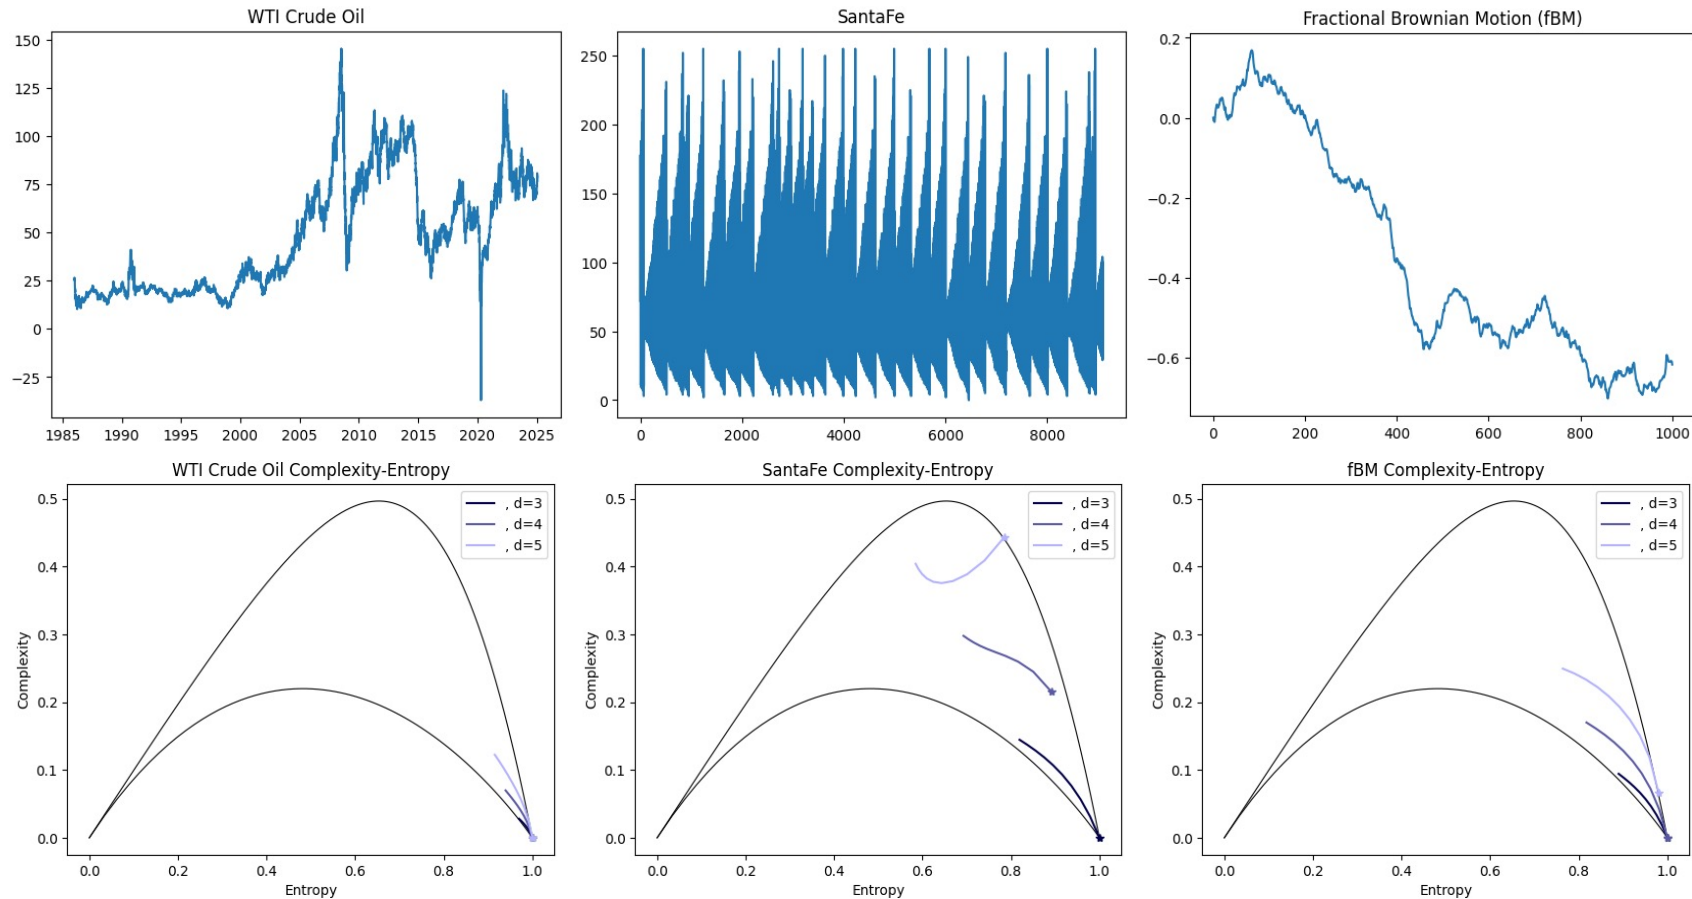 WTI Crude Oil
150
125
100
75
50
25
0
−25
1985 1990 1995 2000 2005 2010 2015 2020 2025
SantaFe
250
200
150
100
50
0
0 2000 4000 6000 8000
Fractional Brownian Motion (fBM)
0.2
0.0
−0.2
−0.4
−0.6
0 200 400 600 800 1000
WTI Crude Oil Complexity-Entropy
Complexity
0.5
0.4
0.3
0.2
0.1
0.0
, d=3
, d=4
, d=5
0.0 0.2 0.4 0.6 0.8 1.0
Entropy
SantaFe Complexity-Entropy
Complexity
0.5
0.4
0.3
0.2
0.1
0.0
, d=3
, d=4
, d=5
0.0 0.2 0.4 0.6 0.8 1.0
Entropy
fBM Complexity-Entropy
Complexity
0.5
0.4
0.3
0.2
0.1
0.0
, d=3
, d=4
, d=5
0.0 0.2 0.4 0.6 0.8 1.0
Entropy